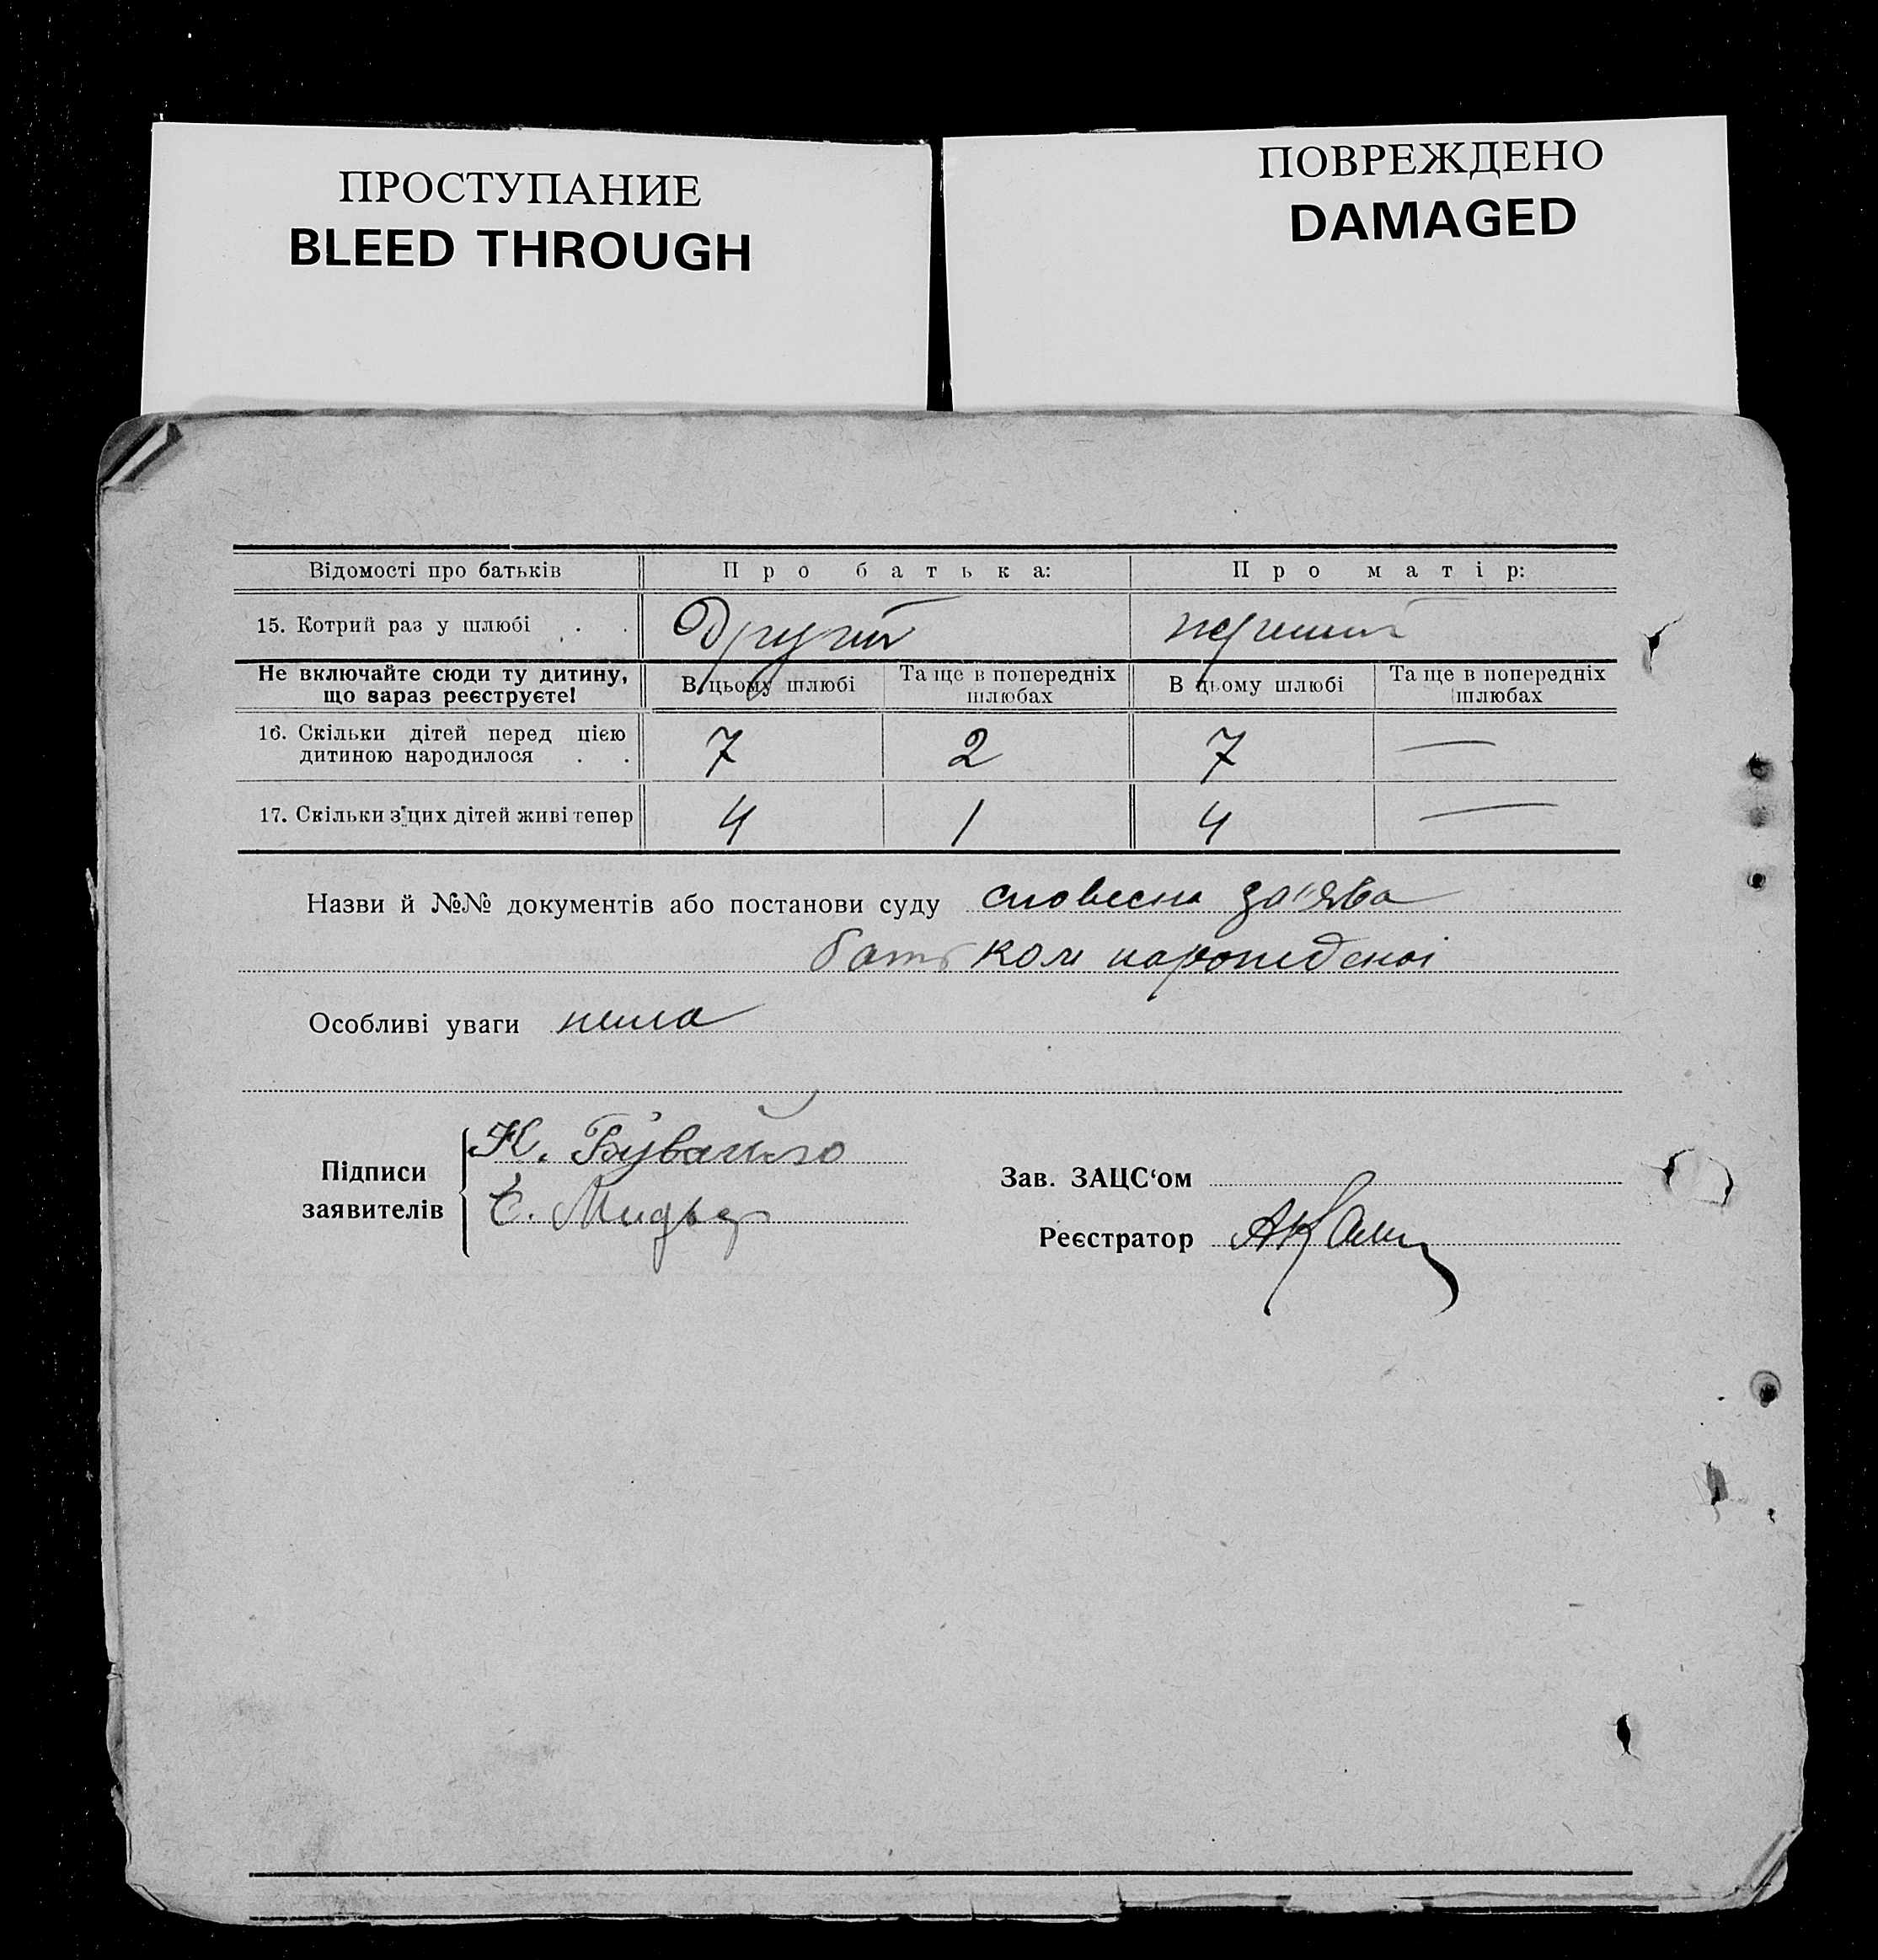 ПРОСТУПАНИЕ
BLEED THROUGH
ПОВРЕЖДЕНО
DAMAGED
Відомості про батьків Про батька: Про матір:
15. Котрий раз у шлюбі . . Другий перший
Не включайте сюди ту дитину, що зараз реєструєте! В цьому шлюбі Та ще в попередніх шлюбах В цьому шлюбі Та ще в попередніх шлюбах
16. Скільки дітей перед цією дитиною народилося . . 7 2 7 —
17. Скільки з'цих дітей живі тепер 4 1 4 —
Назви й №№ документів або постанови суду словесна заява
батьком
Особливі уваги нема
Підписи заявителів
К. Бувайло
Є.
Зав. ЗАЦС‘ом
Реєстратор